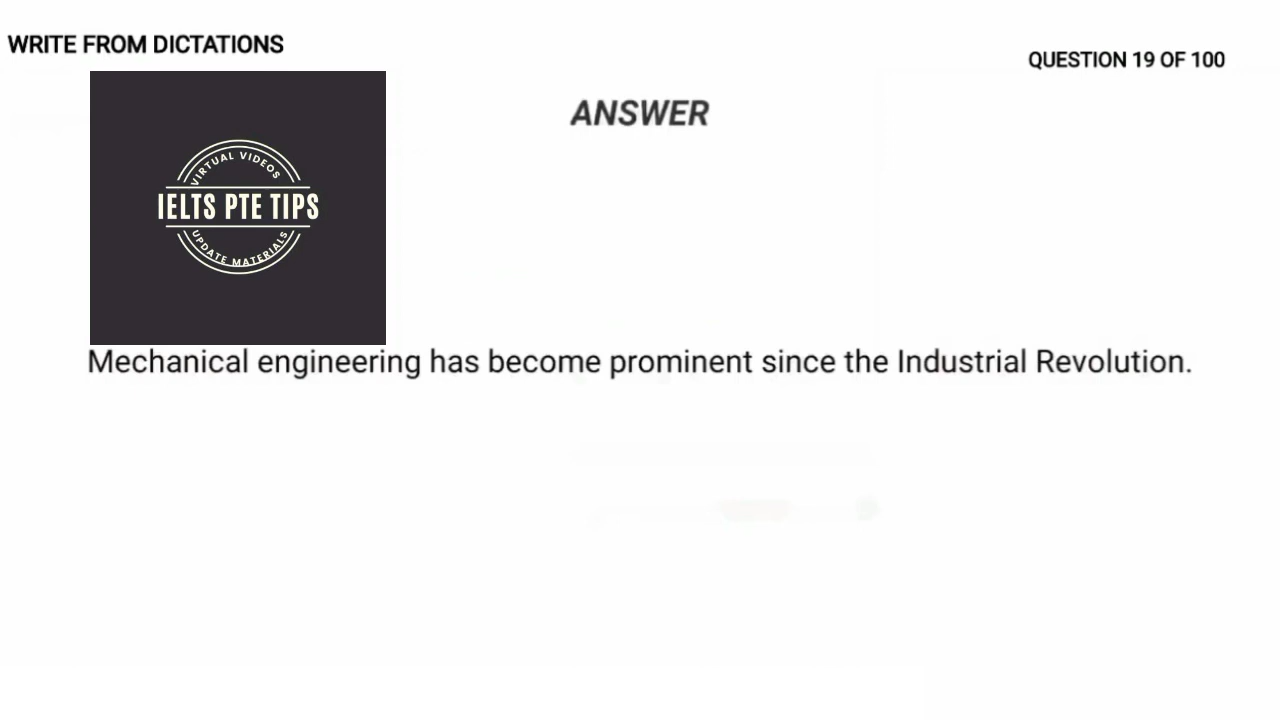 WRITE FROM DICTATIONS
QUESTION 19 OF 100
ANSWER
VIRTUAL VIDEOS
IELTS PTE TIPS
UPDATE MATERIALS
Mechanical engineering has become prominent since the Industrial Revolution.